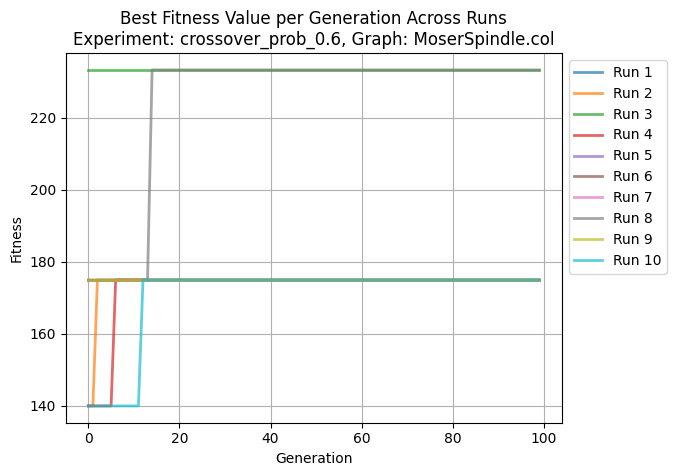 Best Fitness Value per Generation Across Runs
Experiment: crossover_prob_0.6, Graph: MoserSpindle.col
Fitness
220
200
180
160
140
0
20
40
60
80
100
Generation
Run 1
Run 2
Run 3
Run 4
Run 5
Run 6
Run 7
Run 8
Run 9
Run 10